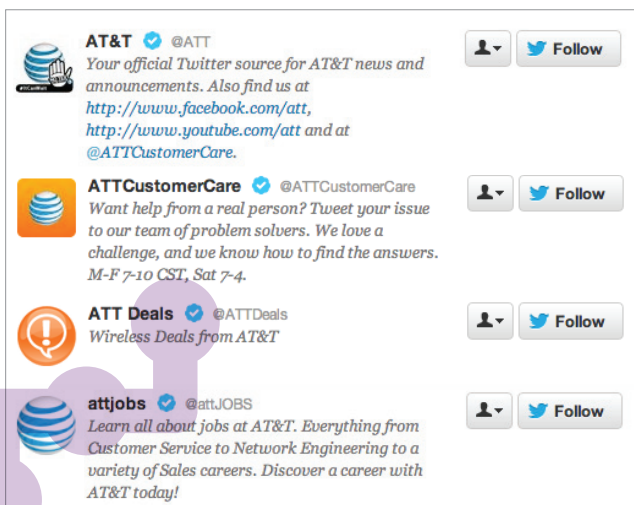 AT&T @ATT Follow
Your official Twitter source for AT&T news and
announcements. Also find us at
http://www.facebook.com/att,
http://www.youtube.com/att and at
@ATTCustomerCare.
ATTCustomerCare @ATTCustomerCare Follow
Want help from a real person? Tweet your issue
to our team of problem solvers. We love a
challenge, and we know how to find the answers.
M-F 7-10 CST, Sat 7-4.
ATT Deals @ATTDeals Follow
Wireless Deals from AT&T
attjobs @attJOBS Follow
Learn all about jobs at AT&T. Everything from
Customer Service to Network Engineering to a
variety of Sales careers. Discover a career with
AT&T today!